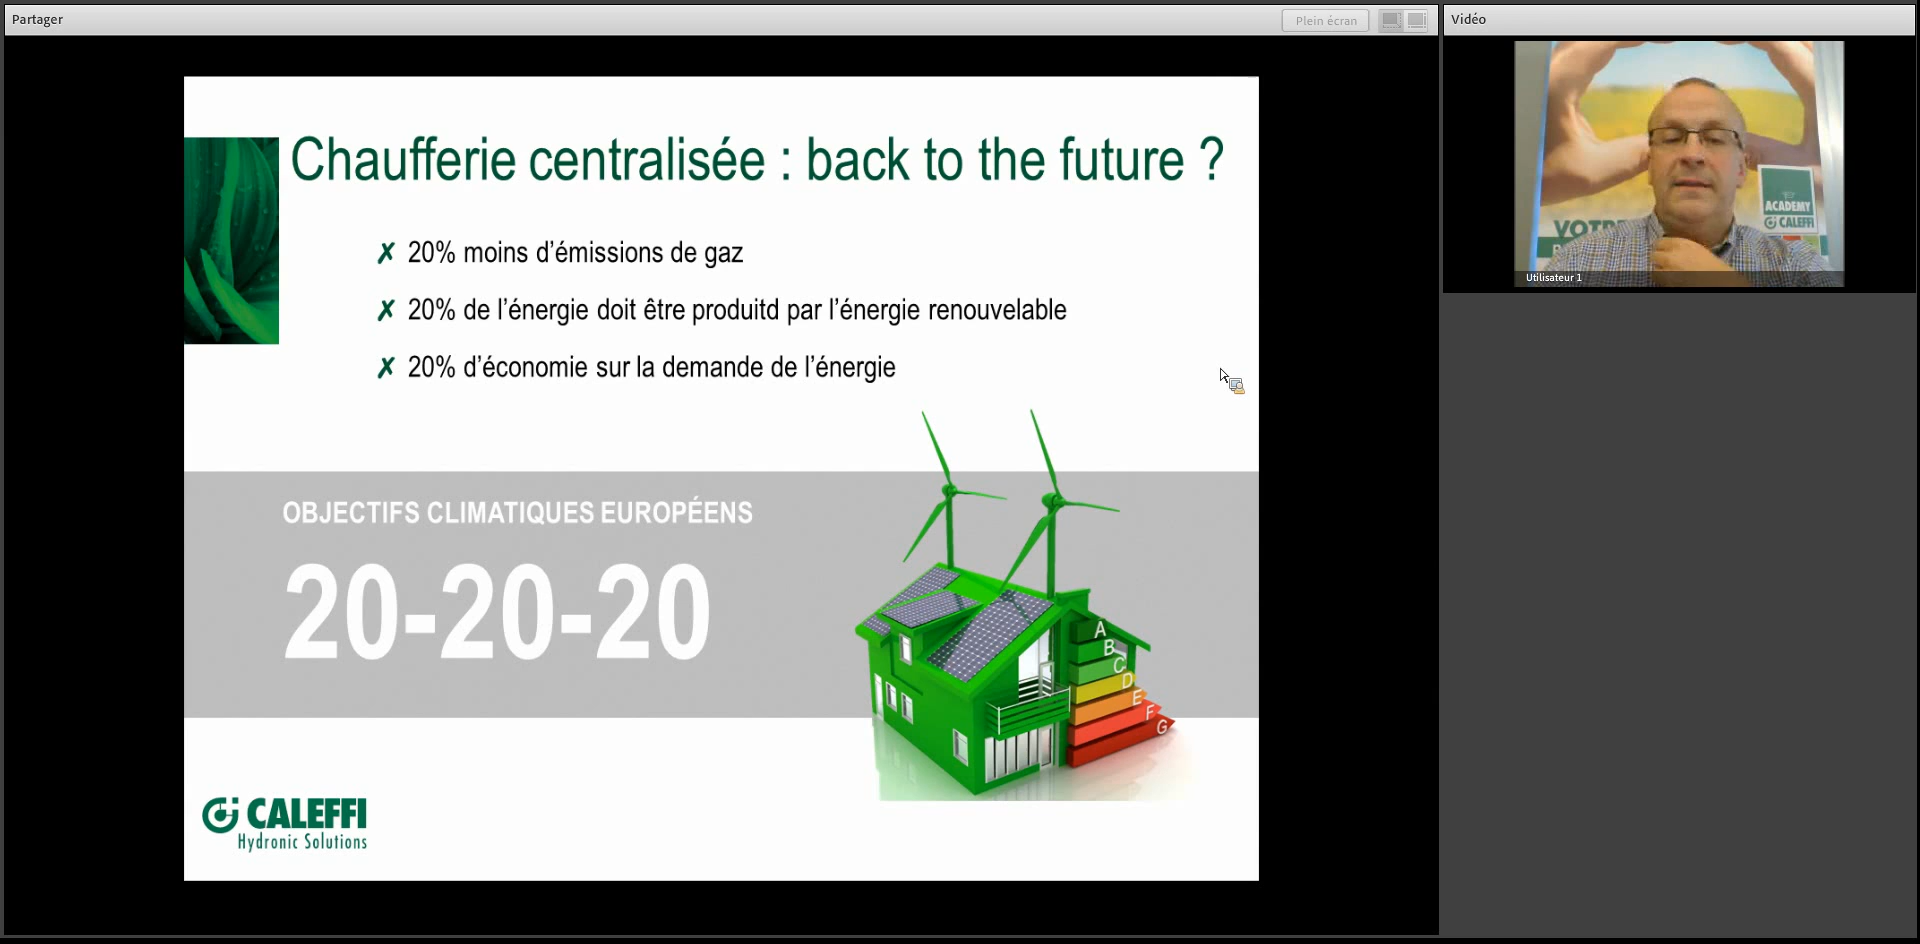 Partager
Plein écran
Vidéo
Chaufferie centralisée : back to the future ?
✗ 20% moins d’émissions de gaz
✗ 20% de l’énergie doit être produitd par l’énergie renouvelable
✗ 20% d’économie sur la demande de l’énergie
OBJECTIFS CLIMATIQUES EUROPÉENS
20-20-20
A
B
C
D
E
F
G
CALEFFI
Hydronic Solutions
ACADEMY
CALEFFI
Utilisateur 1